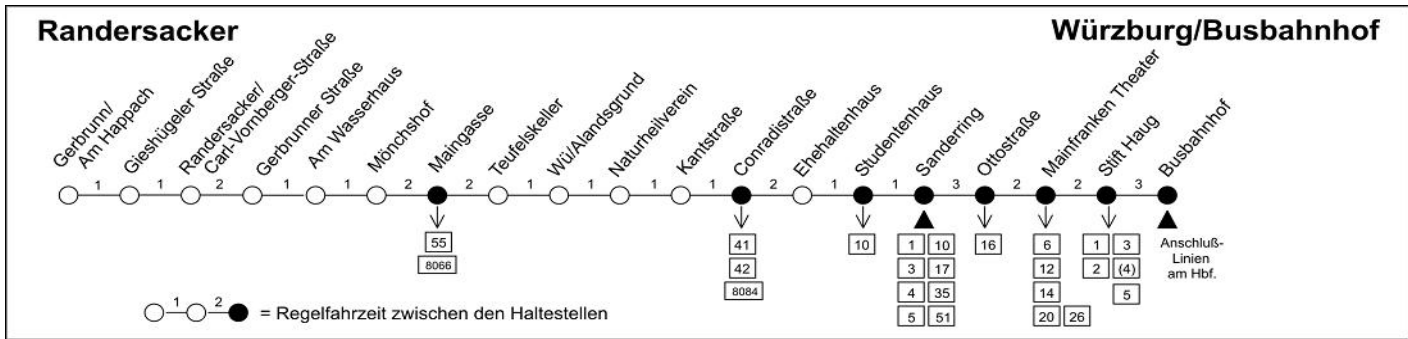 Randersacker
Würzburg/Busbahnhof
Gerbrunn/
Am Happach
Gieshügeler Straße
Randersacker/
Carl-Vornberger-Straße
Gerbrunner Straße
Am Wasserhaus
Mönchshof
Maingasse
Teufelskeller
Wü/Alandsgrund
Naturheilverein
Kantstraße
Conradistraße
Ehehaltenhaus
Studentenhaus
Sanderring
Ottostraße
Mainfranken Theater
Stift Haug
Busbahnhof
1 1 2 1 1 2 2 1 1 1 1 2 1 1 3 2 2 3
55
8066
41
42
8084
10
1 10
3 17
4 35
5 51
16
6
12
14
20 26
1 3
2 (4)
5
Anschluß-
Linien
am Hbf.
1 2 = Regelfahrzeit zwischen den Haltestellen